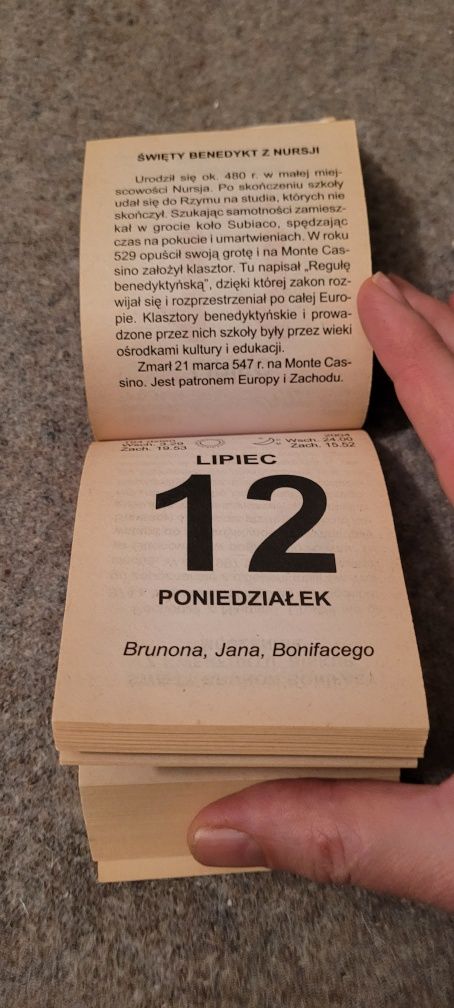 ŚWIĘTY BENEDYKT Z NURSJI
Urodził się ok. 480 r. w małej miej-
scowości Nursja. Po skończeniu szkoły
udał się do Rzymu na studia, których nie
skończył. Szukając samotności zamiesz-
kał w grocie koło Subiaco, spędzając
czas na pokucie i umartwieniach. W roku
529 opuścił swoją grotę i na Monte Cas-
sino założył klasztor. Tu napisał „Regułę
benedyktyńską”, dzięki której zakon roz-
wijał się i rozprzestrzeniał po całej Euro-
pie. Klasztory benedyktyńskie i prowa-
dzone przez nich szkoły były przez wieki
ośrodkami kultury i edukacji.
Zmarł 21 marca 547 r. na Monte Cas-
sino. Jest patronem Europy i Zachodu.
2004
Wsch. 3.29 Wsch. 24.00
Zach. 19.53 Zach. 15.52
LIPIEC
12
PONIEDZIAŁEK
Brunona, Jana, Bonifacego